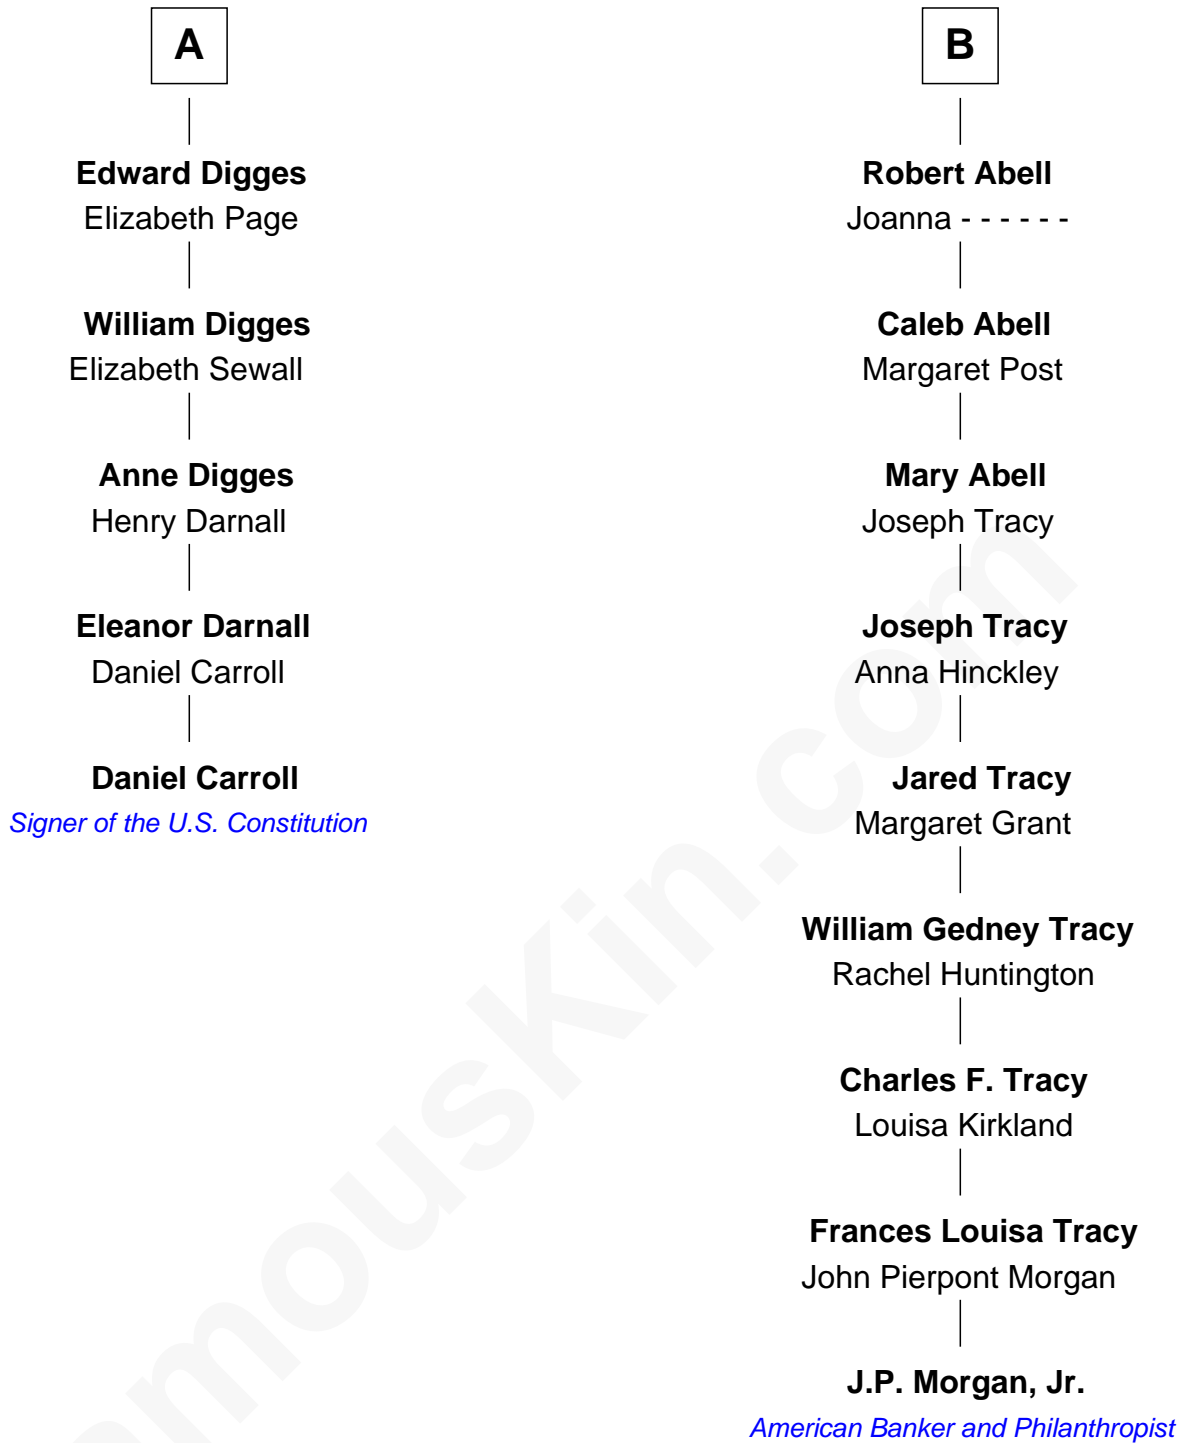 A
Edward Digges
Elizabeth Page
William Digges
Elizabeth Sewall
Anne Digges
Henry Darnall
Eleanor Darnall
Daniel Carroll
Daniel Carroll
Signer of the U.S. Constitution
B
Robert Abell
Joanna - - - - - -
Caleb Abell
Margaret Post
Mary Abell
Joseph Tracy
Joseph Tracy
Anna Hinckley
Jared Tracy
Margaret Grant
William Gedney Tracy
Rachel Huntington
Charles F. Tracy
Louisa Kirkland
Frances Louisa Tracy
John Pierpont Morgan
J.P. Morgan, Jr.
American Banker and Philanthropist
amouskin.com